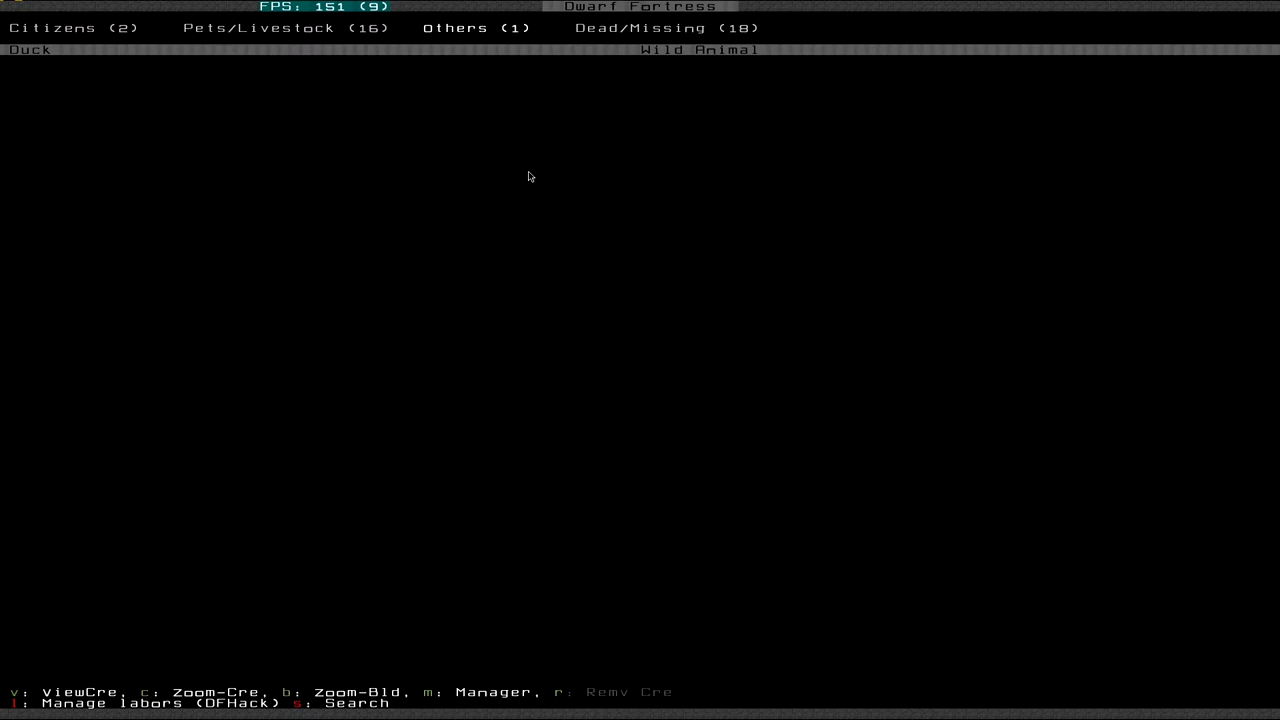 FPS: 151 (9) Dwarf Fortress
Citizens (2) Pets/Livestock (16) Others (1) Dead/Missing (18)
Duck Wild Animal
v: ViewCre, c: Zoom-Cre, b: Zoom-Bld, m: Manager, r: Remv Cre
l: Manage labors (DFHack) s: Search